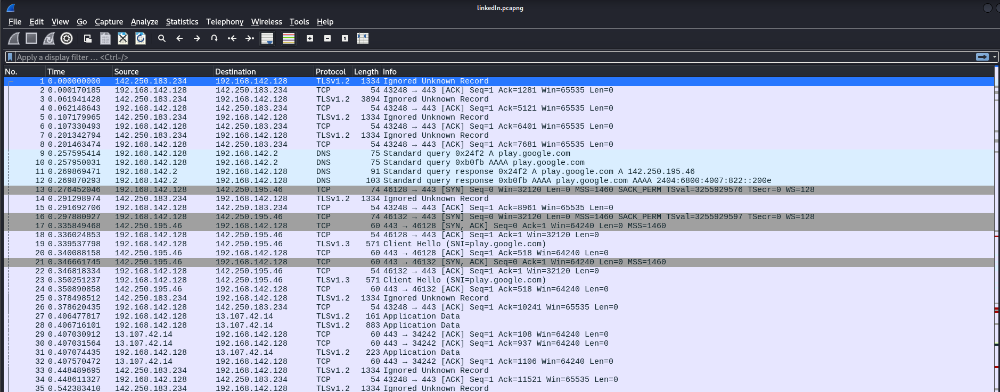 linkedIn.pcapng
File Edit View Go Capture Analyze Statistics Telephony Wireless Tools Help
Apply a display filter … <Ctrl-/>
No. Time Source Destination Protocol Length Info
1 0.000000000 142.250.183.234 192.168.142.128 TLSv1.2 1334 Ignored Unknown Record
2 0.000170185 192.168.142.128 142.250.183.234 TCP 54 43248 → 443 [ACK] Seq=1 Ack=1281 Win=65535 Len=0
3 0.061941428 142.250.183.234 192.168.142.128 TLSv1.2 3894 Ignored Unknown Record
4 0.062148643 192.168.142.128 142.250.183.234 TCP 54 43248 → 443 [ACK] Seq=1 Ack=5121 Win=65535 Len=0
5 0.107179965 142.250.183.234 192.168.142.128 TLSv1.2 1334 Ignored Unknown Record
6 0.107330493 192.168.142.128 142.250.183.234 TCP 54 43248 → 443 [ACK] Seq=1 Ack=6401 Win=65535 Len=0
7 0.201342794 142.250.183.234 192.168.142.128 TLSv1.2 1334 Ignored Unknown Record
8 0.201463474 192.168.142.128 142.250.183.234 TCP 54 43248 → 443 [ACK] Seq=1 Ack=7681 Win=65535 Len=0
9 0.257595414 192.168.142.128 192.168.142.2 DNS 75 Standard query 0x24f2 A play.google.com
10 0.257950031 192.168.142.128 192.168.142.2 DNS 75 Standard query 0xb0fb AAAA play.google.com
11 0.269869471 192.168.142.2 192.168.142.128 DNS 91 Standard query response 0x24f2 A play.google.com A 142.250.195.46
12 0.269870293 192.168.142.2 192.168.142.128 DNS 103 Standard query response 0xb0fb AAAA play.google.com AAAA 2404:6800:4007:822::200e
13 0.276452046 192.168.142.128 142.250.195.46 TCP 74 46128 → 443 [SYN] Seq=0 Win=32120 Len=0 MSS=1460 SACK_PERM TSval=3255929576 TSecr=0 WS=128
14 0.291298974 142.250.183.234 192.168.142.128 TLSv1.2 1334 Ignored Unknown Record
15 0.291692706 192.168.142.128 142.250.183.234 TCP 54 43248 → 443 [ACK] Seq=1 Ack=8961 Win=65535 Len=0
16 0.297880927 192.168.142.128 142.250.195.46 TCP 74 46132 → 443 [SYN] Seq=0 Win=32120 Len=0 MSS=1460 SACK_PERM TSval=3255929597 TSecr=0 WS=128
17 0.335849468 142.250.195.46 192.168.142.128 TCP 60 443 → 46128 [SYN, ACK] Seq=0 Ack=1 Win=64240 Len=0 MSS=1460
18 0.336024853 192.168.142.128 142.250.195.46 TCP 54 46128 → 443 [ACK] Seq=1 Ack=1 Win=32120 Len=0
19 0.339537798 192.168.142.128 142.250.195.46 TLSv1.3 571 Client Hello (SNI=play.google.com)
20 0.340088158 142.250.195.46 192.168.142.128 TCP 60 443 → 46128 [ACK] Seq=1 Ack=518 Win=64240 Len=0
21 0.346661745 142.250.195.46 192.168.142.128 TCP 60 443 → 46132 [SYN, ACK] Seq=0 Ack=1 Win=64240 Len=0 MSS=1460
22 0.346818334 192.168.142.128 142.250.195.46 TCP 54 46132 → 443 [ACK] Seq=1 Ack=1 Win=32120 Len=0
23 0.350251237 192.168.142.128 142.250.195.46 TLSv1.3 571 Client Hello (SNI=play.google.com)
24 0.350890858 142.250.195.46 192.168.142.128 TCP 60 443 → 46132 [ACK] Seq=1 Ack=518 Win=64240 Len=0
25 0.378498512 142.250.183.234 192.168.142.128 TLSv1.2 1334 Ignored Unknown Record
26 0.378620435 192.168.142.128 142.250.183.234 TCP 54 43248 → 443 [ACK] Seq=1 Ack=10241 Win=65535 Len=0
27 0.406477817 192.168.142.128 13.107.42.14 TLSv1.2 161 Application Data
28 0.406716101 192.168.142.128 13.107.42.14 TLSv1.2 883 Application Data
29 0.407030912 13.107.42.14 192.168.142.128 TCP 60 443 → 34242 [ACK] Seq=1 Ack=108 Win=64240 Len=0
30 0.407031564 13.107.42.14 192.168.142.128 TCP 60 443 → 34242 [ACK] Seq=1 Ack=937 Win=64240 Len=0
31 0.407074435 192.168.142.128 13.107.42.14 TLSv1.2 223 Application Data
32 0.407570472 13.107.42.14 192.168.142.128 TCP 60 443 → 34242 [ACK] Seq=1 Ack=1106 Win=64240 Len=0
33 0.448489695 142.250.183.234 192.168.142.128 TLSv1.2 1334 Ignored Unknown Record
34 0.448611327 192.168.142.128 142.250.183.234 TCP 54 43248 → 443 [ACK] Seq=1 Ack=11521 Win=65535 Len=0
35 0.542383410 142.250.183.234 192.168.142.128 TLSv1.2 1334 Ignored Unknown Record